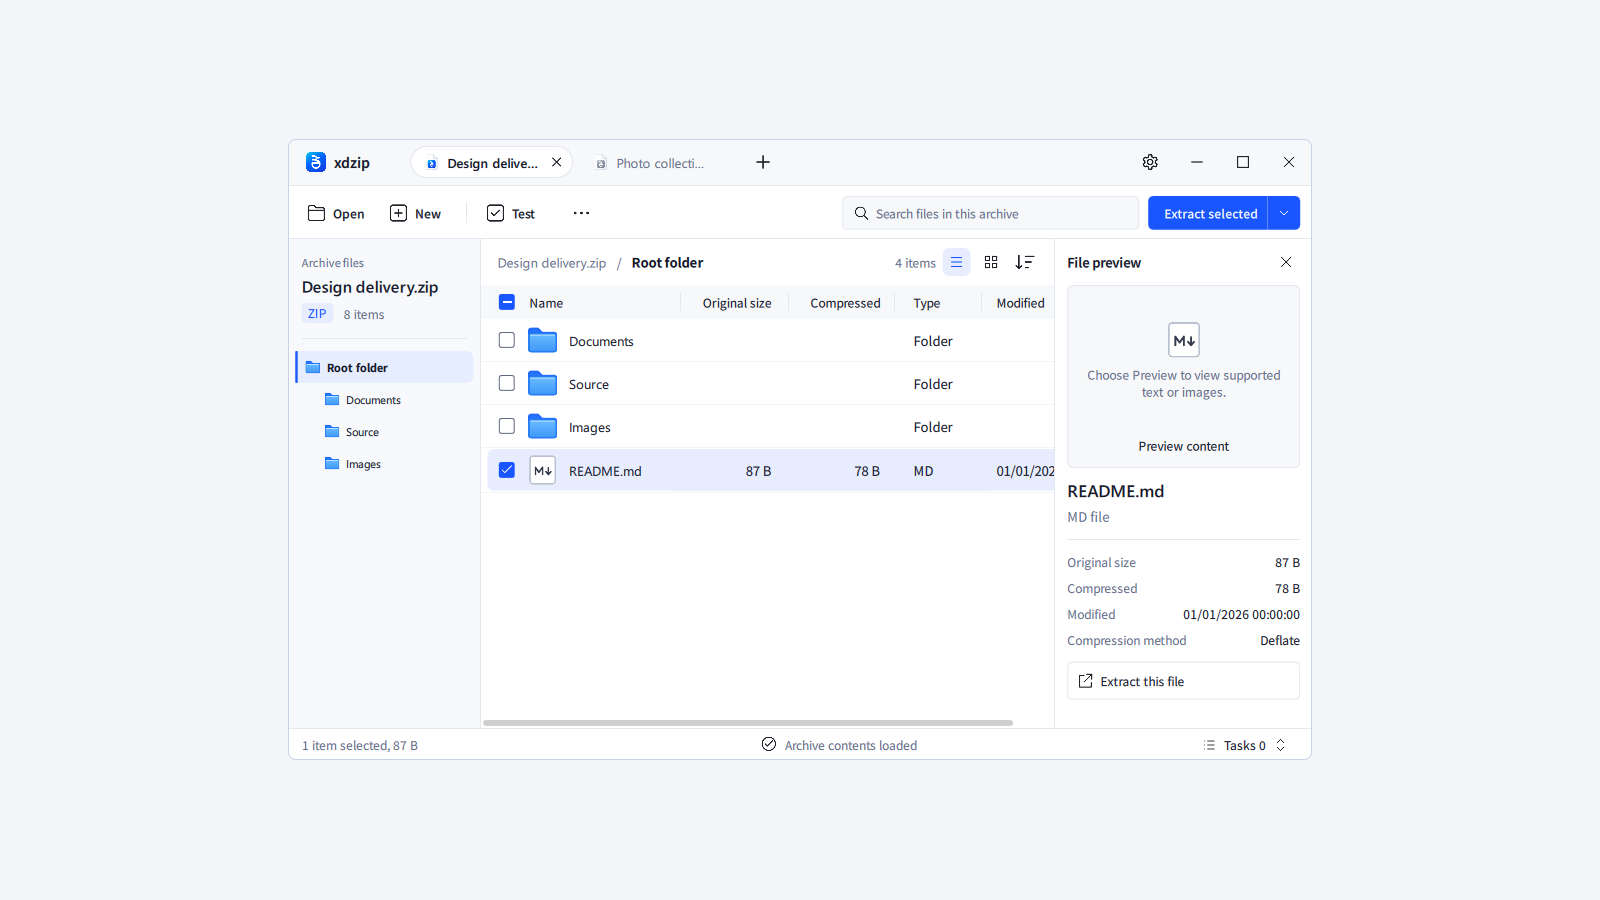 xdzip
Design delive...
Photo collecti...
Open
New
Test
Search files in this archive
Extract selected
Archive files
Design delivery.zip
ZIP
8 items
Root folder
Documents
Source
Images
Design delivery.zip / Root folder
4 items
Name
Original size
Compressed
Type
Modified
Documents
Folder
Source
Folder
Images
Folder
M↓
README.md
87 B
78 B
MD
01/01/202
File preview
M↓
Choose Preview to view supported
text or images.
Preview content
README.md
MD file
Original size
87 B
Compressed
78 B
Modified
01/01/2026 00:00:00
Compression method
Deflate
Extract this file
1 item selected, 87 B
Archive contents loaded
Tasks 0